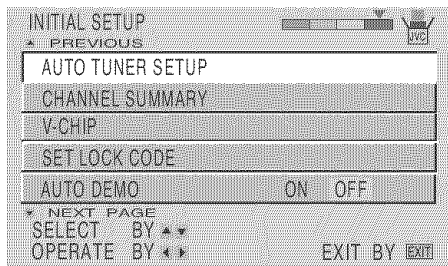 INITIAL SETUP
JVC
▲ PREVIOUS
AUTO TUNER SETUP
CHANNEL SUMMARY
V-CHIP
SET LOCK CODE
AUTO DEMO ON OFF
▼ NEXT PAGE
SELECT BY ▲ ▼
OPERATE BY ◀ ▶ EXIT BY EXIT